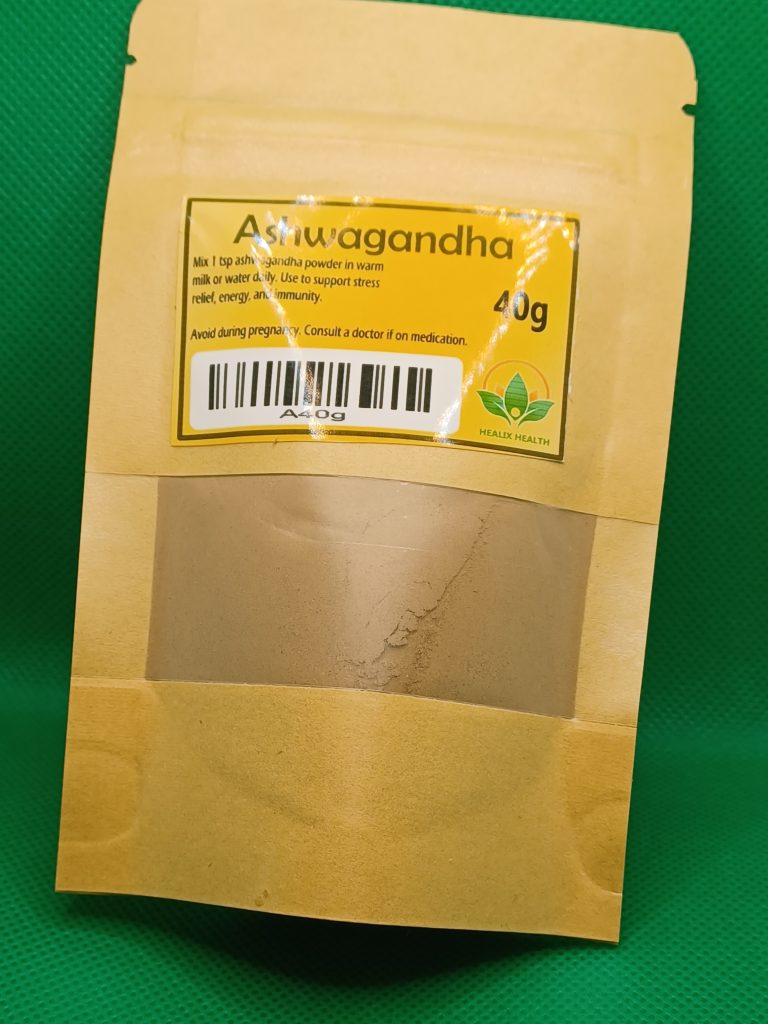 Ashwagandha
Mix 1 tsp ashwagandha powder in warm
milk or water daily. Use to support stress
relief, energy, and immunity.
40g
Avoid during pregnancy. Consult a doctor if on medication.
A40g
HEALIX HEALTH